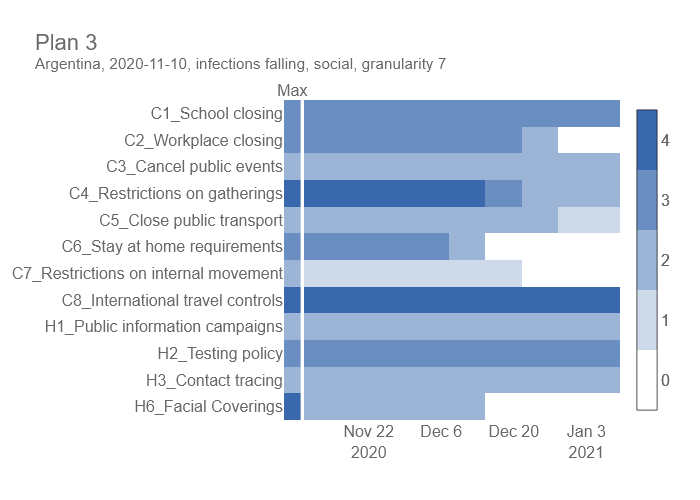 Plan 3
Argentina, 2020-11-10, infections falling, social, granularity 7
Max
C1_School closing
C2_Workplace closing
C3_Cancel public events
C4_Restrictions on gatherings
C5_Close public transport
C6_Stay at home requirements
C7_Restrictions on internal movement
C8_International travel controls
H1_Public information campaigns
H2_Testing policy
H3_Contact tracing
H6_Facial Coverings
4
3
2
1
0
Nov 22 Dec 6 Dec 20 Jan 3
2020 2021